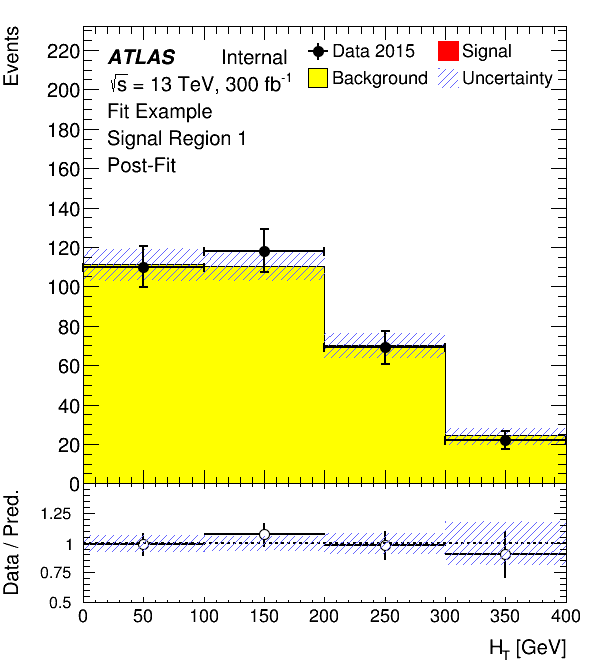 Events
ATLAS Internal
√s = 13 TeV, 300 fb⁻¹
Fit Example
Signal Region 1
Post-Fit
Data 2015
Signal
Background
Uncertainty
220
200
180
160
140
120
100
80
60
40
20
0
Data / Pred.
1.25
1
0.75
0.5
0 50 100 150 200 250 300 350 400
H_T [GeV]